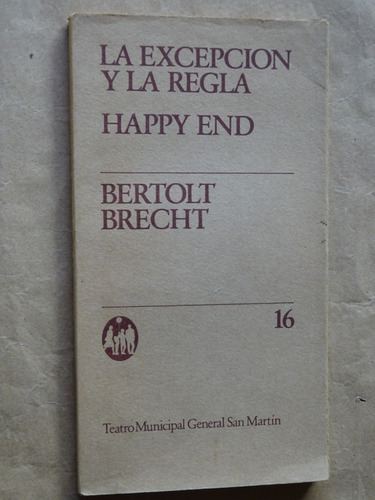 LA EXCEPCION
Y LA REGLA
HAPPY END
BERTOLT
BRECHT
16
Teatro Municipal General San Martín